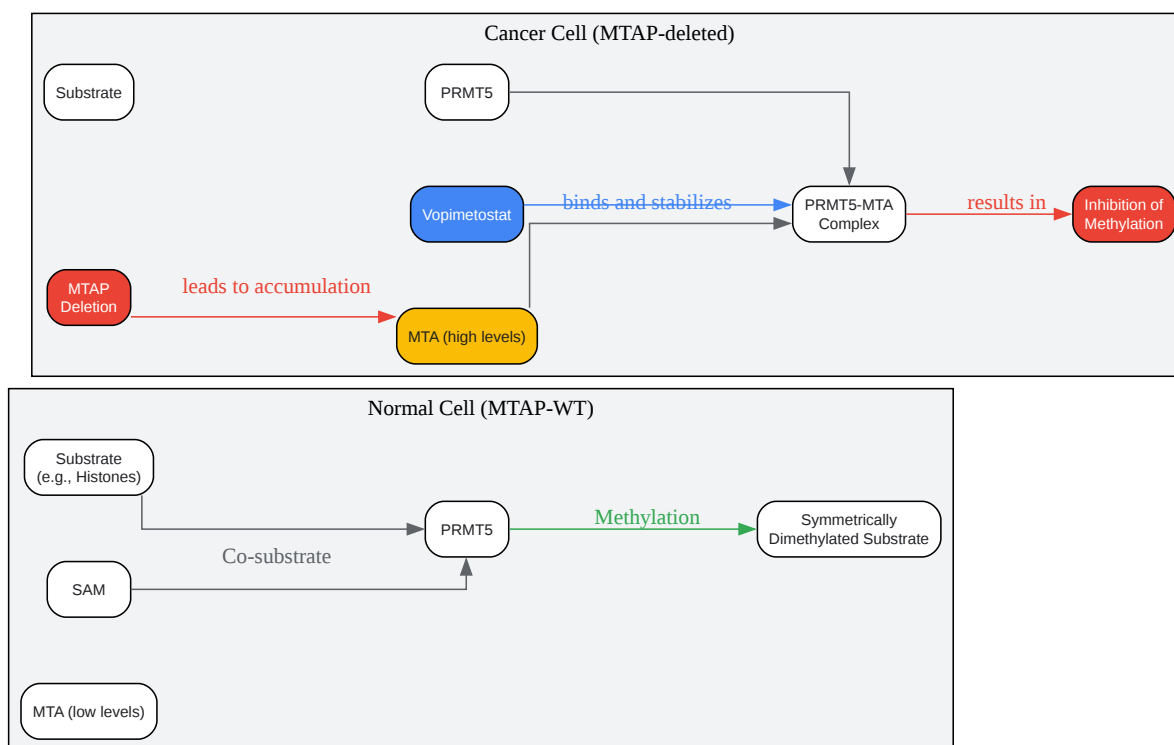 Cancer Cell (MTAP-deleted)
Substrate
PRMT5
Vopimetostat
binds and stabilizes
PRMT5-MTA
Complex
results in
Inhibition of
Methylation
MTAP
Deletion
leads to accumulation
MTA (high levels)
Normal Cell (MTAP-WT)
Substrate
(e.g., Histones)
PRMT5
Methylation
Symmetrically
Dimethylated Substrate
Co-substrate
SAM
MTA (low levels)